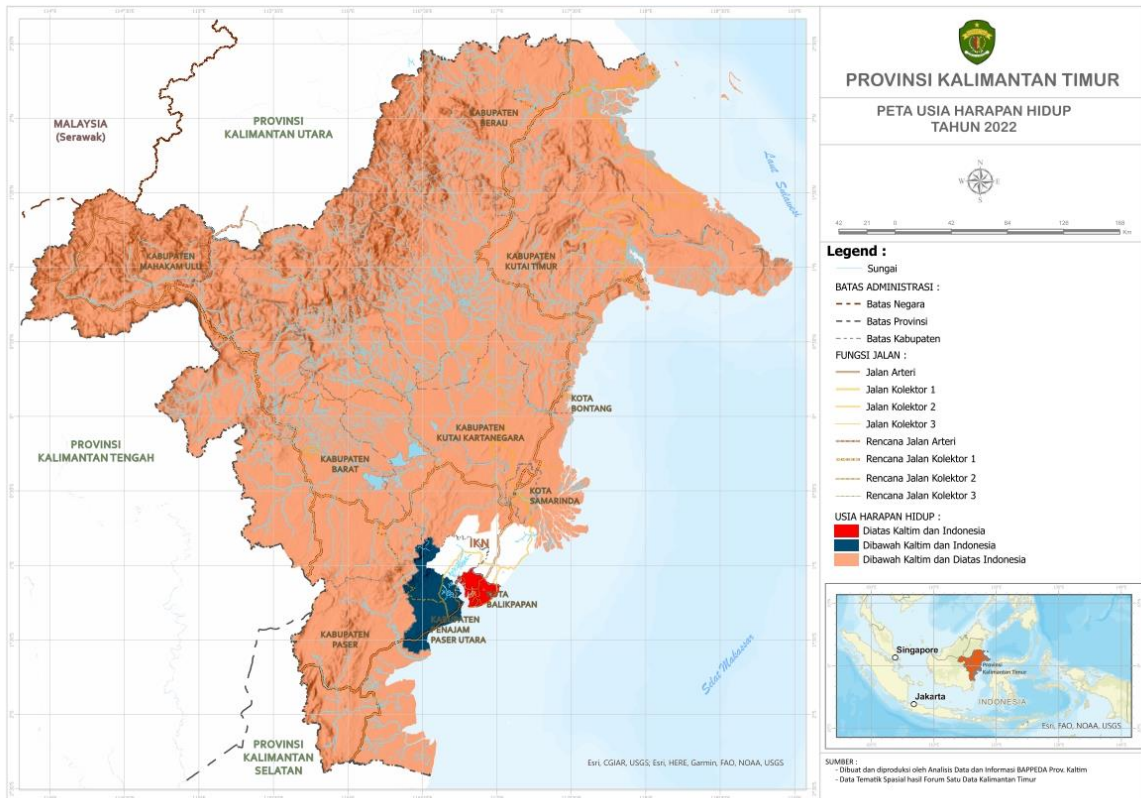 PROVINSI KALIMANTAN TIMUR
PETA USIA HARAPAN HIDUP
TAHUN 2022
N
W
E
S
42
21
0
42
84
126
168
Km
Legend :
Sungai
BATAS ADMINISTRASI :
Batas Negara
Batas Provinsi
Batas Kabupaten
FUNGSI JALAN :
Jalan Arteri
Jalan Kolektor 1
Jalan Kolektor 2
Jalan Kolektor 3
Rencana Jalan Arteri
Rencana Jalan Kolektor 1
Rencana Jalan Kolektor 2
Rencana Jalan Kolektor 3
USIA HARAPAN HIDUP :
Diatas Kaltim dan Indonesia
Dibawah Kaltim dan Indonesia
Dibawah Kaltim dan Diatas Indonesia
Singapore
Provinsi
Kalimantan Timur
Jakarta
INDONESIA
Esri, FAO, NOAA, USGS
SUMBER :
- Dibuat dan diproduksi oleh Analisis Data dan Informasi BAPPEDA Prov. Kaltim
- Data Tematik Spasial hasil Forum Satu Data Kalimantan Timur
MALAYSIA
(Serawak)
PROVINSI
KALIMANTAN UTARA
KABUPATEN
BERAU
Laut Sulawesi
KABUPATEN
MAHAKAM ULU
KABUPATEN
KUTAI TIMUR
KOTA
BONTANG
KABUPATEN
KUTAI KARTANEGARA
PROVINSI
KALIMANTAN TENGAH
KABUPATEN
BARAT
KOTA
SAMARINDA
IKN
KOTA
BALIKPAPAN
KABUPATEN
PENAJAM
PASER UTARA
KABUPATEN
PASER
Selat Makassar
PROVINSI
KALIMANTAN
SELATAN
Esri, CGIAR, USGS; Esri, HERE, Garmin, FAO, NOAA, USGS